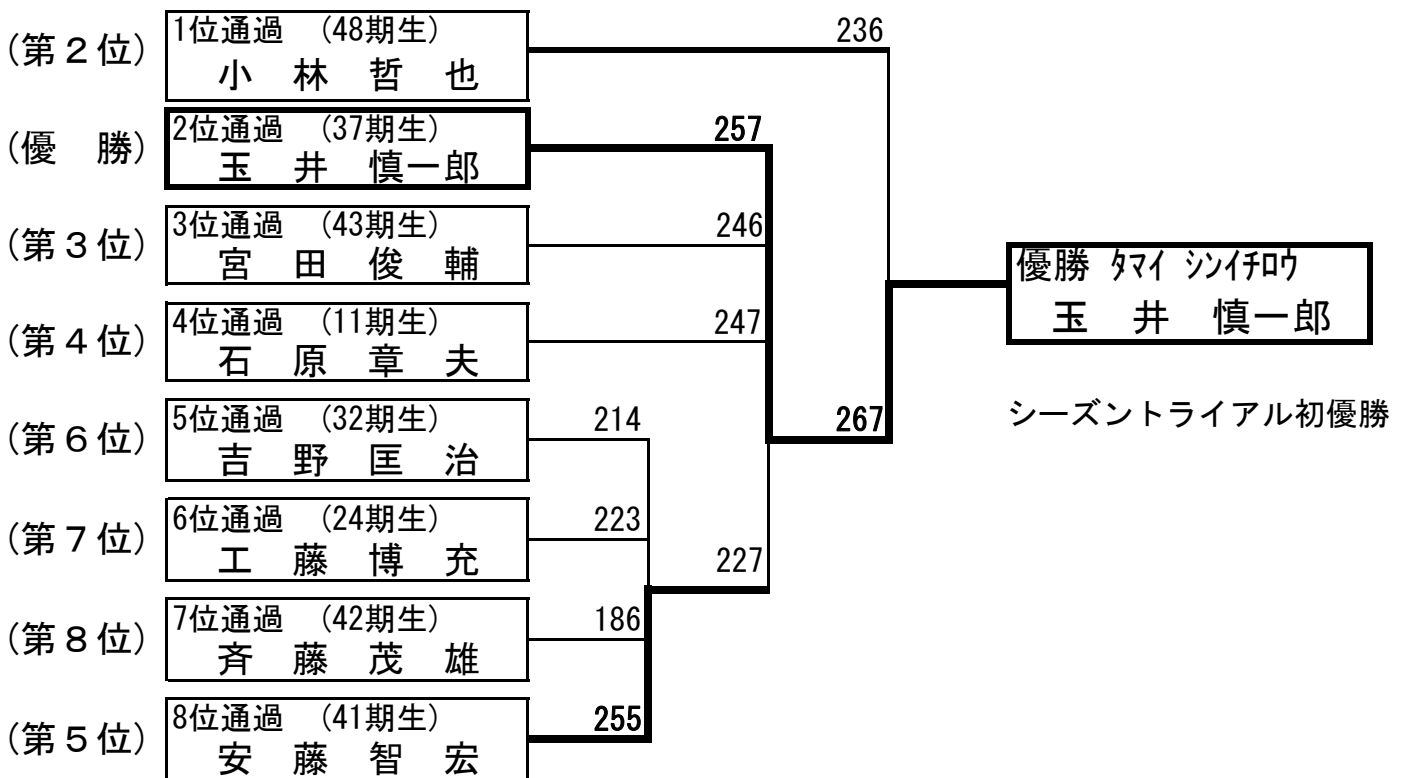 (第２位)
1位通過 (48期生)
小 林 哲 也
236
(優 勝)
2位通過 (37期生)
玉 井 慎一郎
257
(第３位)
3位通過 (43期生)
宮 田 俊 輔
246
優勝 ﾀﾏｲ ｼﾝｲﾁﾛｳ
玉 井 慎一郎
(第４位)
4位通過 (11期生)
石 原 章 夫
247
(第６位)
5位通過 (32期生)
吉 野 匡 治
214
267
シーズントライアル初優勝
(第７位)
6位通過 (24期生)
工 藤 博 充
223
227
(第８位)
7位通過 (42期生)
斉 藤 茂 雄
186
(第５位)
8位通過 (41期生)
安 藤 智 宏
255